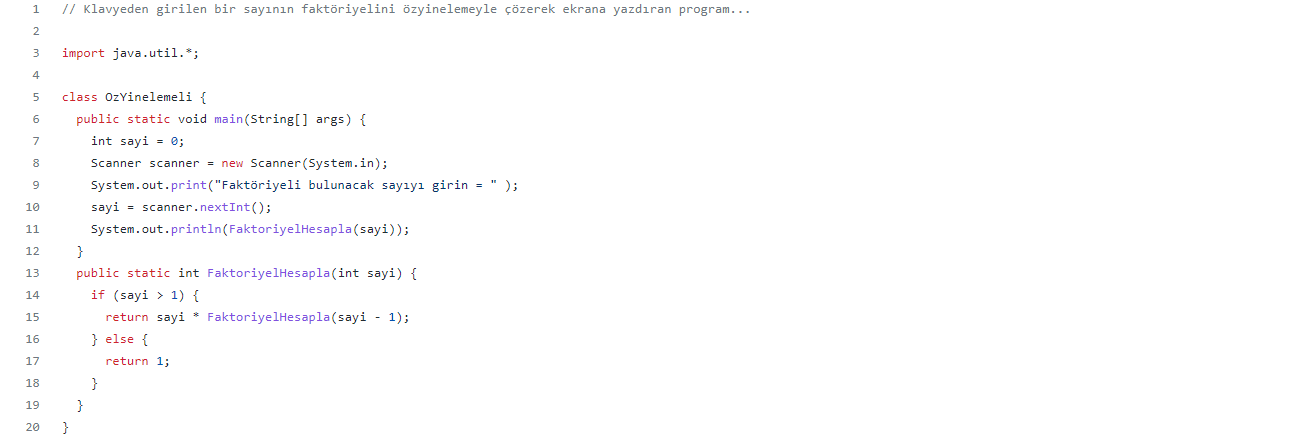 1 // Klavyeden girilen bir sayının faktöriyelini özyinelemeyle çözerek ekrana yazdıran program...
2
3 import java.util.*;
4
5 class OzYinelemeli {
6 public static void main(String[] args) {
7 int sayi = 0;
8 Scanner scanner = new Scanner(System.in);
9 System.out.print("Faktöriyeli bulunacak sayıyı girin = " );
10 sayi = scanner.nextInt();
11 System.out.println(FaktoriyelHesapla(sayi));
12 }
13 public static int FaktoriyelHesapla(int sayi) {
14 if (sayi > 1) {
15 return sayi * FaktoriyelHesapla(sayi - 1);
16 } else {
17 return 1;
18 }
19 }
20 }